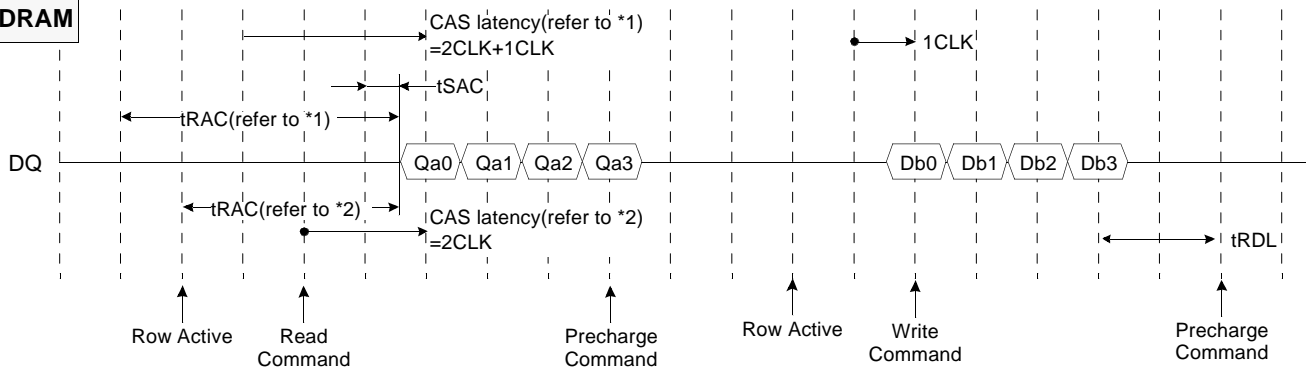 DRAM
CAS latency(refer to *1)
=2CLK+1CLK
1CLK
tSAC
tRAC(refer to *1)
DQ
Qa0
Qa1
Qa2
Qa3
Db0
Db1
Db2
Db3
tRAC(refer to *2)
CAS latency(refer to *2)
=2CLK
tRDL
Row Active
Read
Command
Precharge
Command
Row Active
Write
Command
Precharge
Command